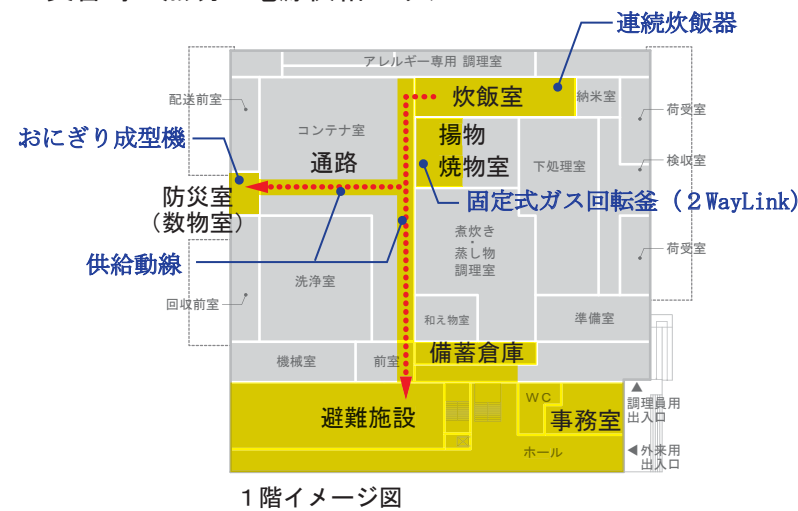 連続炊飯器
アレルギー専用 調理室
配送前室
炊飯室
納米室
荷受室
コンテナ室
揚物
焼物室
おにぎり成型機
通路
下処理室
検収室
防災室
(数物室)
固定式ガス回転釜（２WayLink)
煮炊き
・
蒸し物
調理室
荷受室
供給動線
洗浄室
回収前室
和え物室
準備室
機械室
前室
備蓄倉庫
WC
調理員用
出入口
避難施設
事務室
ホール
外来用
出入口
１階イメージ図